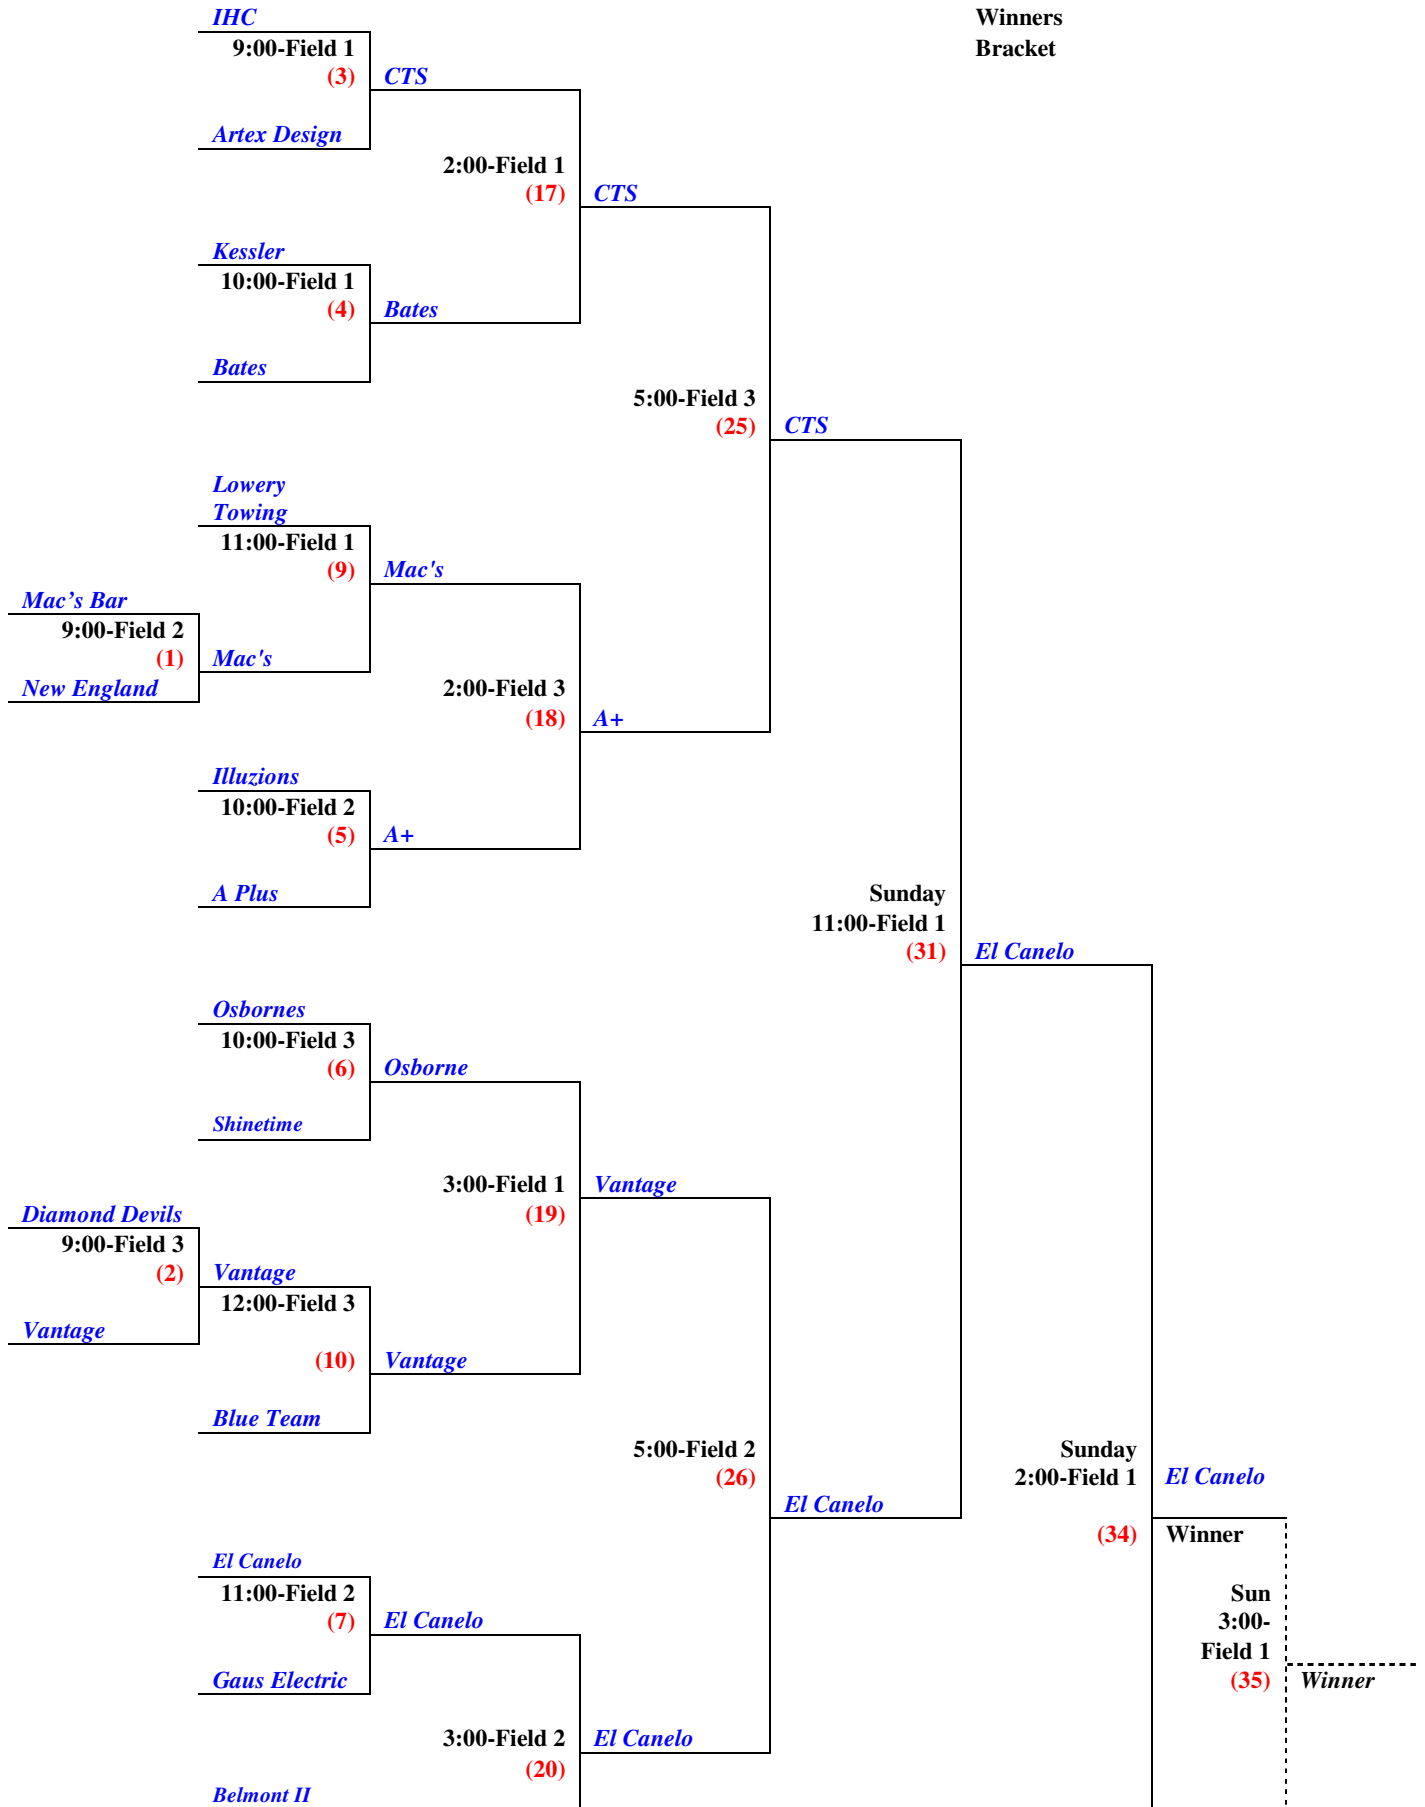 IHC
Winners
Bracket
9:00-Field 1
(3)
CTS
Artex Design
2:00-Field 1
(17)
CTS
Kessler
10:00-Field 1
(4)
Bates
Bates
5:00-Field 3
(25)
CTS
Lowery
Towing
11:00-Field 1
(9)
Mac's
Mac's Bar
9:00-Field 2
(1)
Mac's
New England
2:00-Field 3
(18)
A+
Illuzions
10:00-Field 2
(5)
A+
A Plus
Sunday
11:00-Field 1
(31)
El Canelo
Osbornes
10:00-Field 3
(6)
Osborne
Shinetime
3:00-Field 1
(19)
Vantage
Diamond Devils
9:00-Field 3
(2)
Vantage
12:00-Field 3
Vantage
(10)
Vantage
Blue Team
5:00-Field 2
(26)
El Canelo
Sunday
2:00-Field 1
El Canelo
(34)
Winner
El Canelo
11:00-Field 2
(7)
El Canelo
Gaus Electric
Sun
3:00-
Field 1
(35)
Winner
3:00-Field 2
(20)
El Canelo
Belmont II